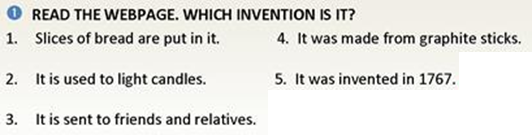 1 READ THE WEBPAGE. WHICH INVENTION IS IT?
1. Slices of bread are put in it.
2. It is used to light candles.
3. It is sent to friends and relatives.
4. It was made from graphite sticks.
5. It was invented in 1767.